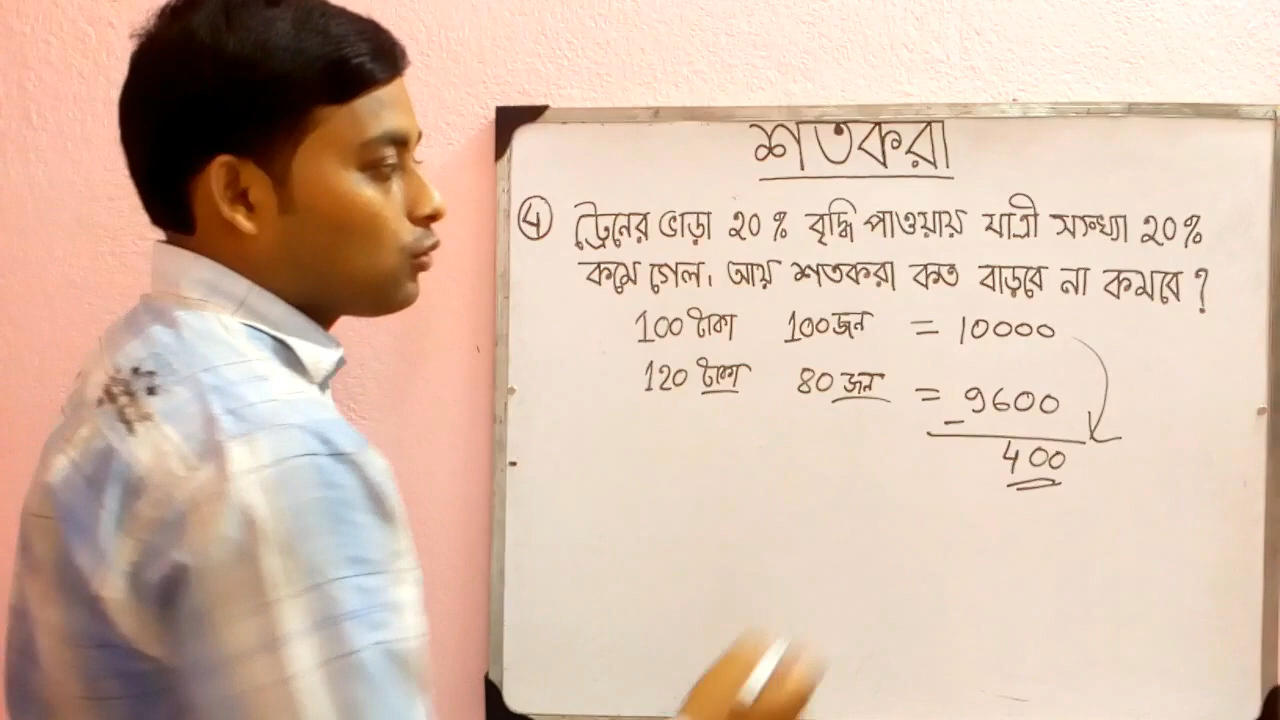 শতকরা
④ ট্রেনের ভাড়া 20% বৃদ্ধি পাওয়ায় যাত্রী সংখ্যা 20%
কমে গেল। আয় শতকরা কত বাড়বে না কমবে ?
100 টাকা 100 জন = 10000
120 টাকা 80 জন = 9600
-
400